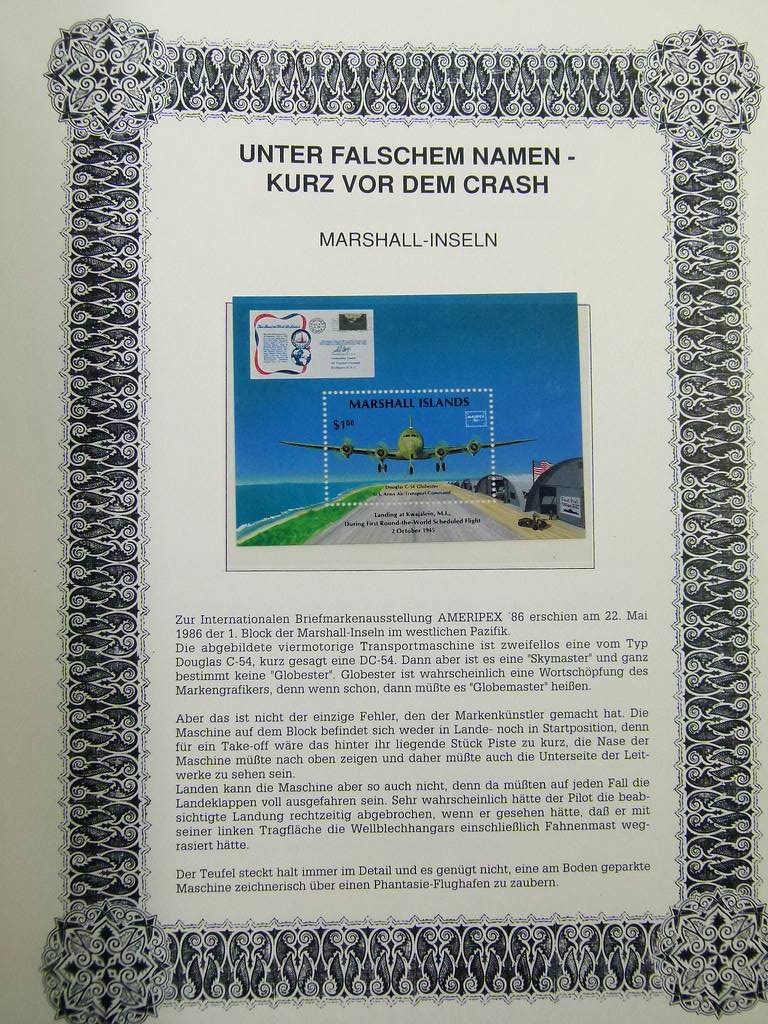 UNTER FALSCHEM NAMEN -
KURZ VOR DEM CRASH
MARSHALL-INSELN
MARSHALL ISLANDS
$1.00
AMERIPEX
Douglas C-54 Globester
U.S. Army Air Transport Command
Landing at Kwajalein, M.I.,
During First Round-the-World Scheduled Flight
2 October 1945
Zur Internationalen Briefmarkenausstellung AMERIPEX ´86 erschien am 22. Mai
1986 der 1. Block der Marshall-Inseln im westlichen Pazifik.
Die abgebildete viermotorige Transportmaschine ist zweifellos eine vom Typ
Douglas C-54, kurz gesagt eine DC-54. Dann aber ist es eine "Skymaster" und ganz
bestimmt keine "Globester". Globester ist wahrscheinlich eine Wortschöpfung des
Markengrafikers, denn wenn schon, dann müßte es "Globemaster" heißen.
Aber das ist nicht der einzige Fehler, den der Markenkünstler gemacht hat. Die
Maschine auf dem Block befindet sich weder in Lande- noch in Startposition, denn
für ein Take-off wäre das hinter ihr liegende Stück Piste zu kurz, die Nase der
Maschine müßte nach oben zeigen und daher müßte auch die Unterseite der Leit-
werke zu sehen sein.
Landen kann die Maschine aber so auch nicht, denn da müßten auf jeden Fall die
Landeklappen voll ausgefahren sein. Sehr wahrscheinlich hätte der Pilot die beab-
sichtigte Landung rechtzeitig abgebrochen, wenn er gesehen hätte, daß er mit
seiner linken Tragfläche die Wellblechhangars einschließlich Fahnenmast weg-
rasiert hätte.
Der Teufel steckt halt immer im Detail und es genügt nicht, eine am Boden geparkte
Maschine zeichnerisch über einen Phantasie-Flughafen zu zaubern.